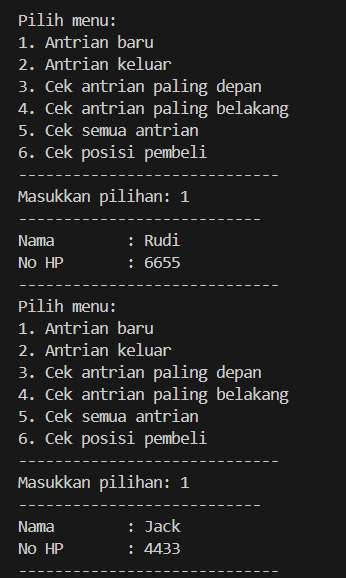 Pilih menu:
1. Antrian baru
2. Antrian keluar
3. Cek antrian paling depan
4. Cek antrian paling belakang
5. Cek semua antrian
6. Cek posisi pembeli
-----------------------------
Masukkan pilihan: 1
---------------------------
Nama        : Rudi
No HP       : 6655
-----------------------------
Pilih menu:
1. Antrian baru
2. Antrian keluar
3. Cek antrian paling depan
4. Cek antrian paling belakang
5. Cek semua antrian
6. Cek posisi pembeli
-----------------------------
Masukkan pilihan: 1
---------------------------
Nama        : Jack
No HP       : 4433
-----------------------------